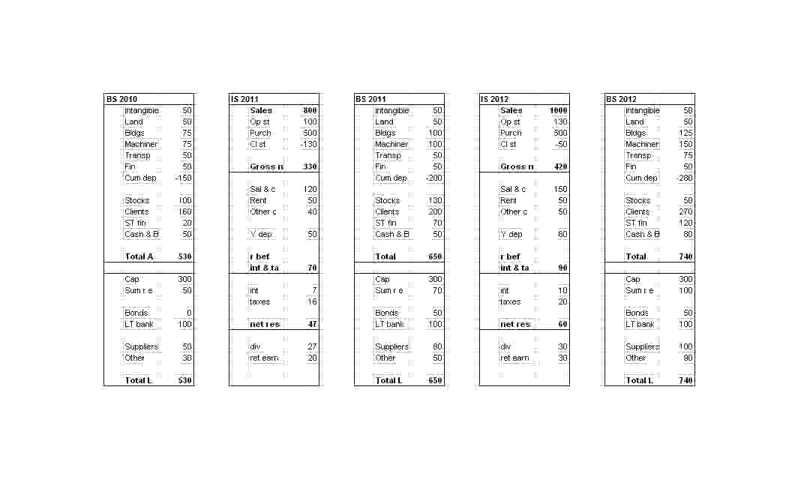 BS 2010
Intangible 50
Land 50
Bldgs 75
Machiner 75
Transp 50
Fin 50
Cum dep -150
Stocks 100
Clients 160
ST fin 20
Cash & B 50
Total A 530
Cap 300
Sum r e 50
Bonds 0
LT bank 100
Suppliers 50
Other 30
Total L 530
IS 2011
Sales 800
Op st 100
Purch 500
Cl st -130
Gross n 330
Sal & c 120
Rent 50
Other c 40
Y dep 50
r bef
int & ta 70
int 7
taxes 16
net res 47
div 27
ret earn 20
BS 2011
Intangible 50
Land 50
Bldgs 100
Machiner 100
Transp 50
Fin 50
Cum dep -200
Stocks 130
Clients 200
ST fin 70
Cash & B 50
Total 650
Cap 300
Sum r e 70
Bonds 50
LT bank 100
Suppliers 80
Other 50
Total L 650
IS 2012
Sales 1000
Op st 130
Purch 500
Cl st -50
Gross n 420
Sal & c 150
Rent 50
Other c 50
Y dep 60
r bef
int & ta 90
int 10
taxes 20
net res 60
div 30
ret earn 30
BS 2012
Intangible 50
Land 50
Bldgs 125
Machiner 150
Transp 75
Fin 50
Cum dep -280
Stocks 50
Clients 270
ST fin 120
Cash & B 80
Total 740
Cap 300
Sum r e 100
Bonds 50
LT bank 100
Suppliers 100
Other 90
Total L 740